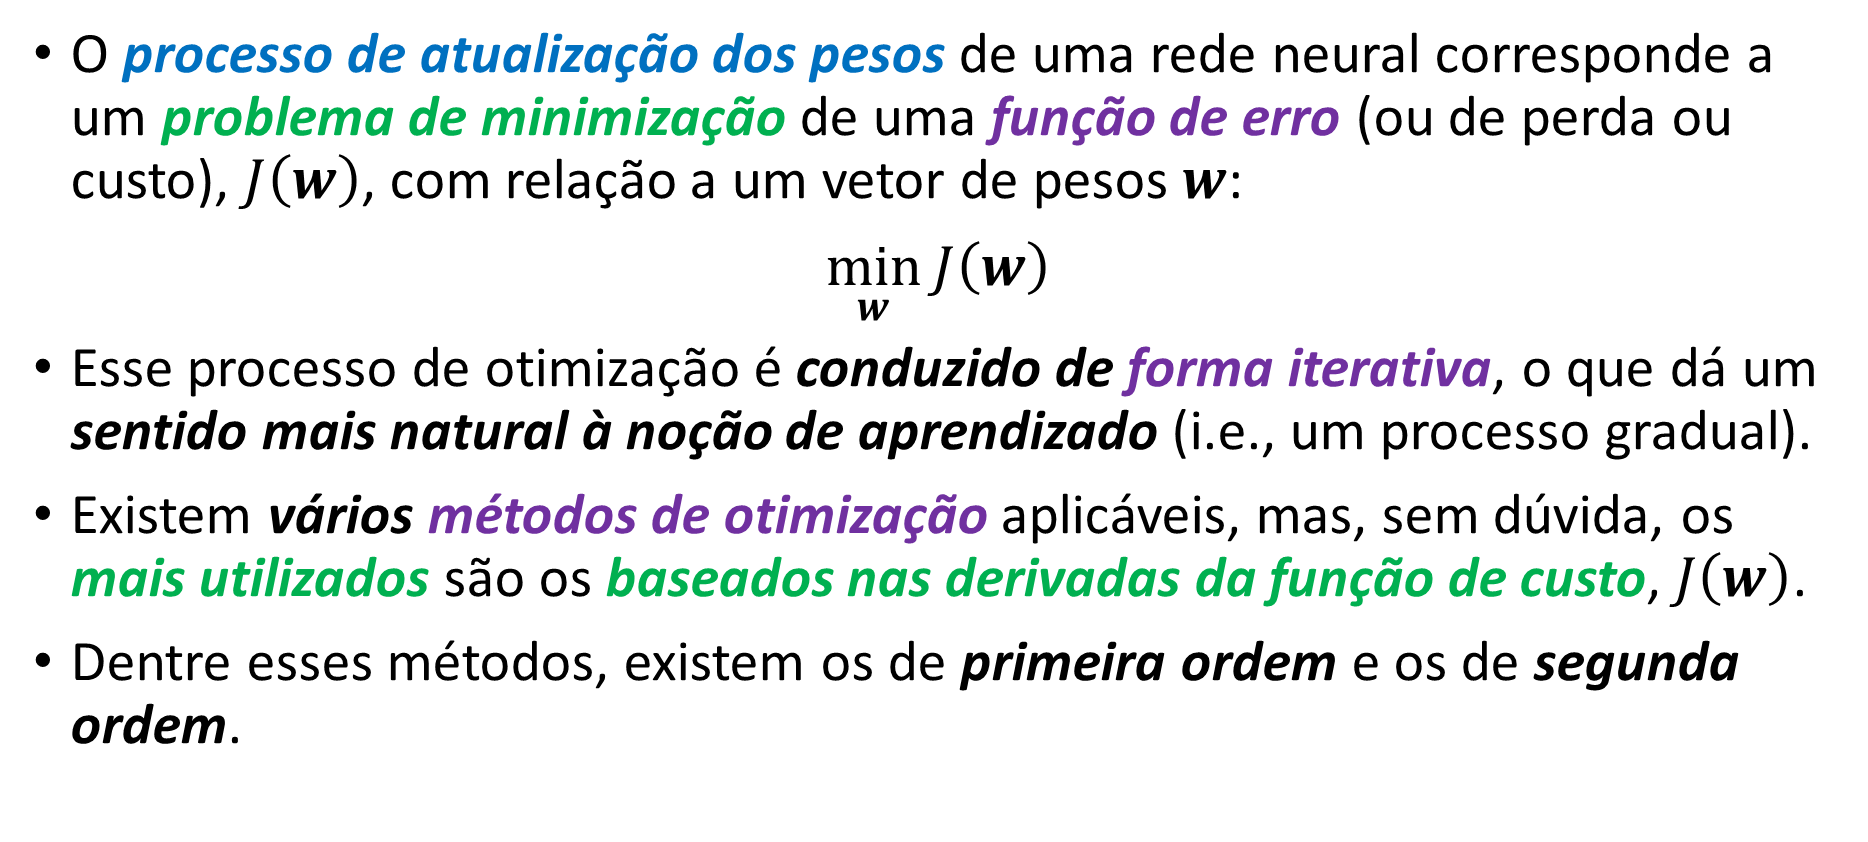 • O processo de atualização dos pesos de uma rede neural corresponde a
um problema de minimização de uma função de erro (ou de perda ou
custo), J(w), com relação a um vetor de pesos w:
min J(w)
w
• Esse processo de otimização é conduzido de forma iterativa, o que dá um
sentido mais natural à noção de aprendizado (i.e., um processo gradual).
• Existem vários métodos de otimização aplicáveis, mas, sem dúvida, os
mais utilizados são os baseados nas derivadas da função de custo, J(w).
• Dentre esses métodos, existem os de primeira ordem e os de segunda
ordem.